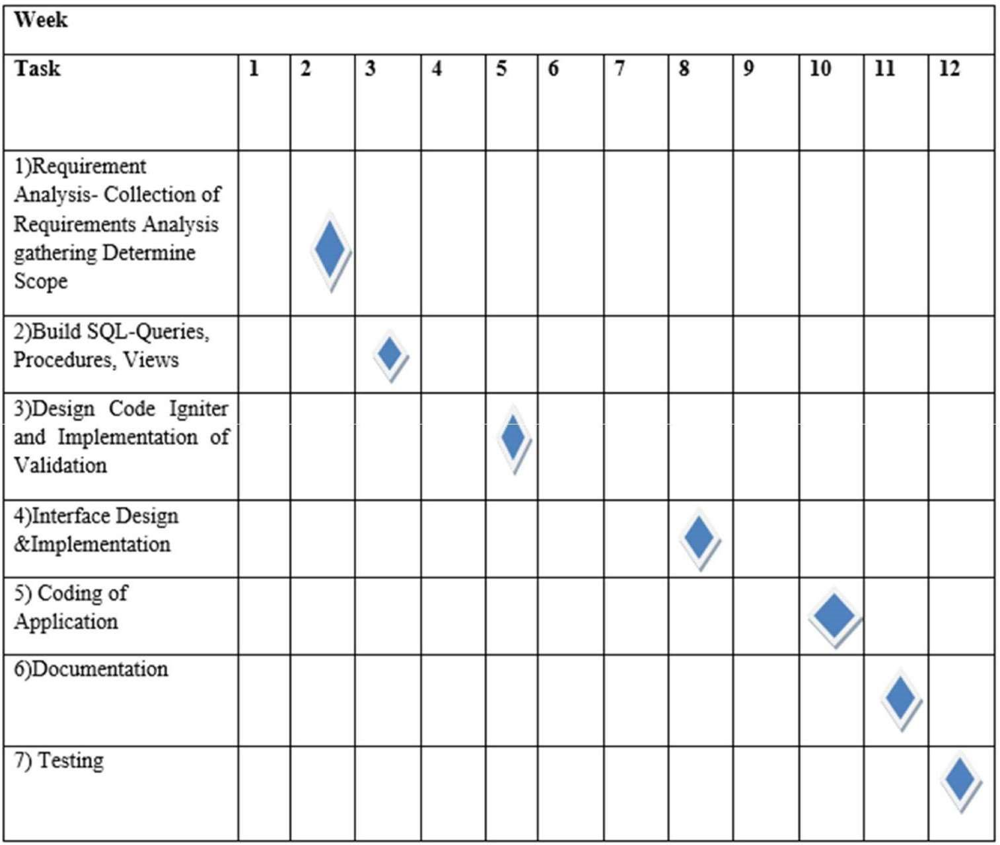 Week
Task 1 2 3 4 5 6 7 8 9 10 11 12
1)Requirement
Analysis- Collection of
Requirements Analysis
gathering Determine
Scope
2)Build SQL-Queries,
Procedures, Views
3)Design Code Igniter
and Implementation of
Validation
4)Interface Design
&Implementation
5) Coding of
Application
6)Documentation
7) Testing